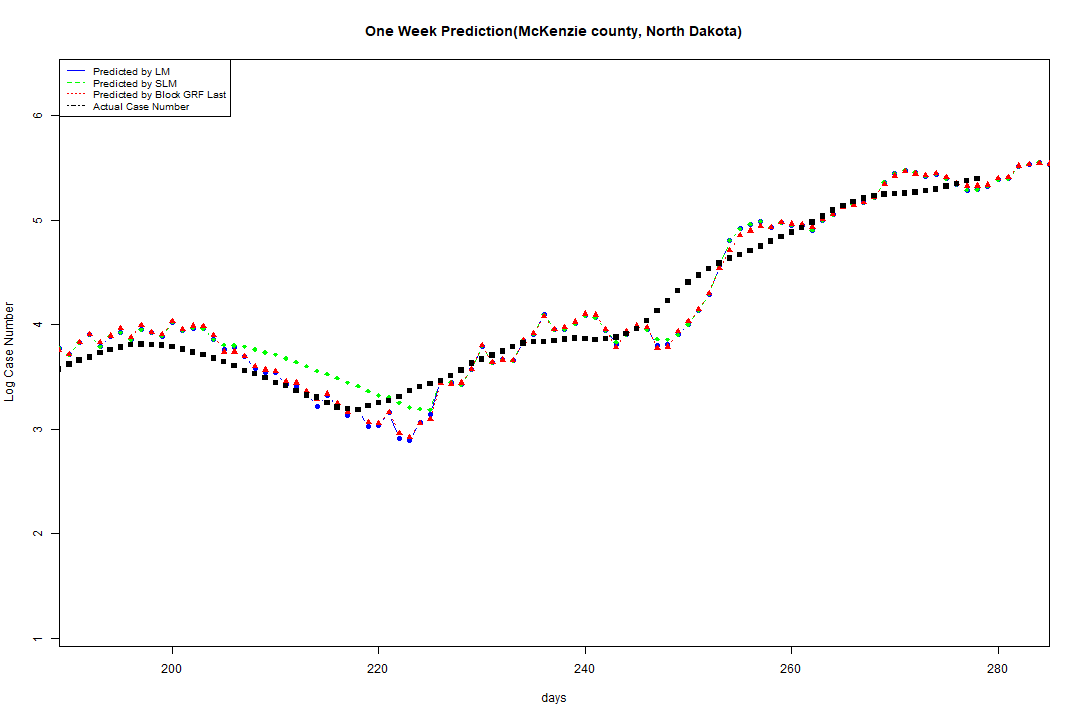 One Week Prediction(McKenzie county, North Dakota)
Predicted by LM
Predicted by SLM
Predicted by Block GRF Last
Actual Case Number
6
5
4
3
2
1
Log Case Number
200 220 240 260 280
days